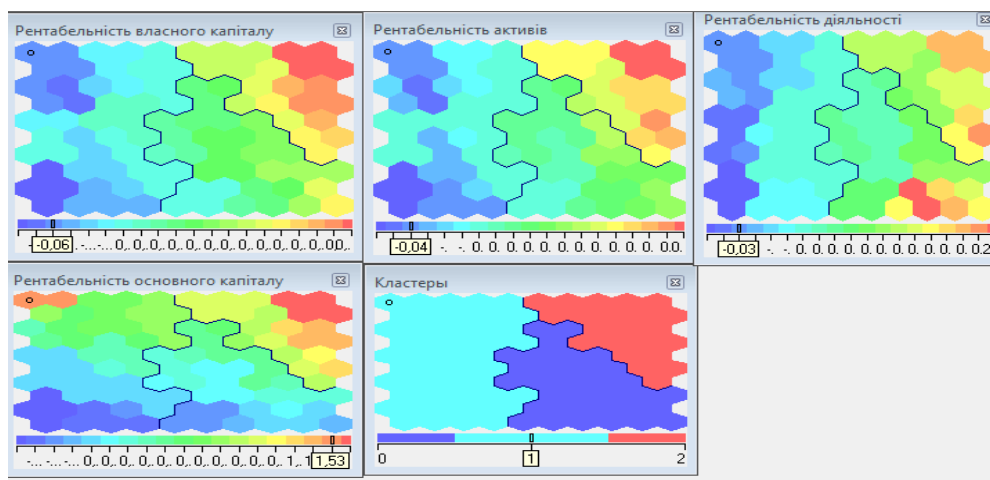 Рентабельність власного капіталу
Рентабельність активів
Рентабельність діяльності
-0,06
-0,04
-0,03
Рентабельність основного капіталу
Кластеры
1,53
0 1 2